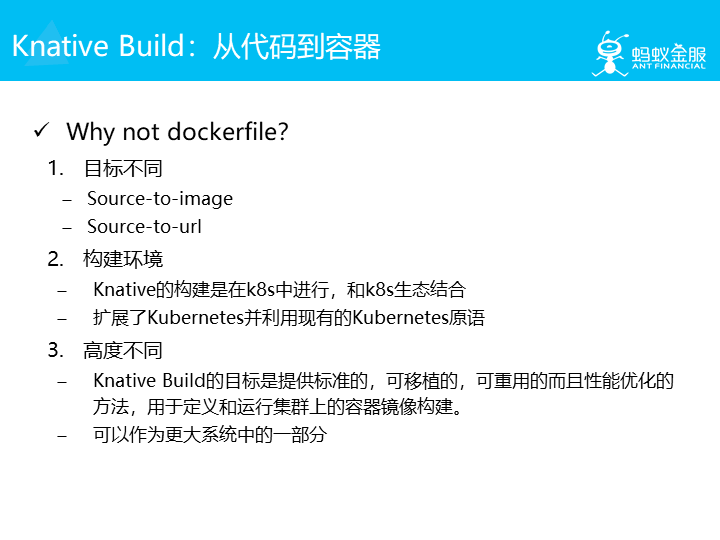 Knative Build：从代码到容器
蚂蚁金服
ANT FINANCIAL
✓ Why not dockerfile？
1. 目标不同
– Source-to-image
– Source-to-url
2. 构建环境
– Knative的构建是在k8s中进行，和k8s生态结合
– 扩展了Kubernetes并利用现有的Kubernetes原语
3. 高度不同
– Knative Build的目标是提供标准的，可移植的，可重用的而且性能优化的
方法，用于定义和运行集群上的容器镜像构建。
– 可以作为更大系统中的一部分